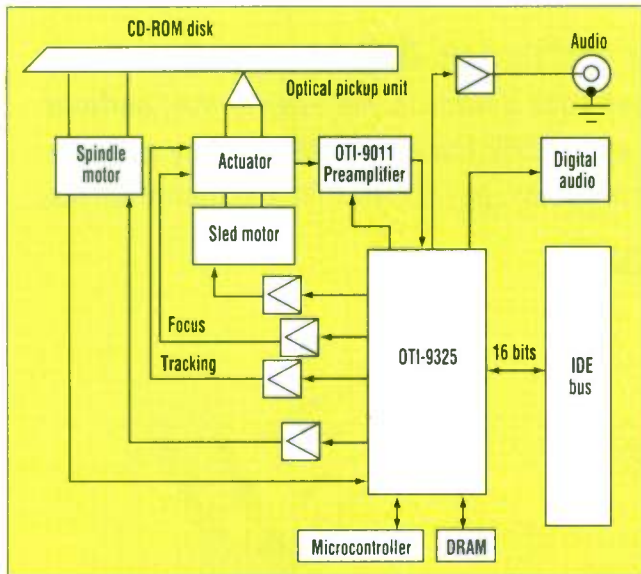 CD-ROM disk
Audio
Optical pickup unit
Spindle
motor
Actuator
OTI-9011
Preamplifier
Digital
audio
Sled motor
Focus
Tracking
OTI-9325
16 bits
IDE
bus
Microcontroller
DRAM